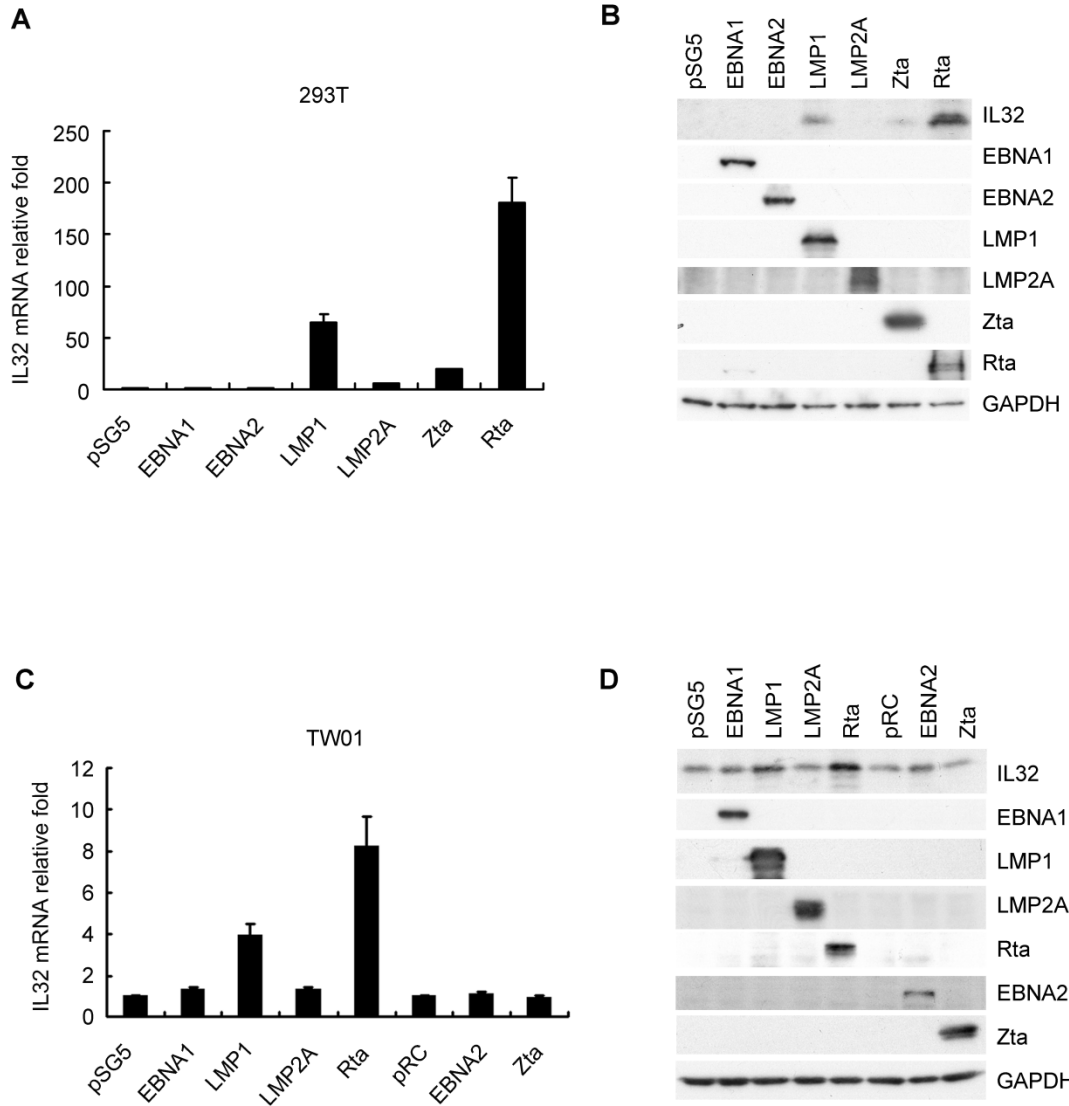 A
293T
IL32 mRNA relative fold
250
200
150
100
50
0
pSG5
EBNA1
EBNA2
LMP1
LMP2A
Zta
Rta
B
pSG5
EBNA1
EBNA2
LMP1
LMP2A
Zta
Rta
IL32
EBNA1
EBNA2
LMP1
LMP2A
Zta
Rta
GAPDH
C
TW01
IL32 mRNA relative fold
12
10
8
6
4
2
0
pSG5
EBNA1
LMP1
LMP2A
Rta
pRC
EBNA2
Zta
D
pSG5
EBNA1
LMP1
LMP2A
Rta
pRC
EBNA2
Zta
IL32
EBNA1
LMP1
LMP2A
Rta
EBNA2
Zta
GAPDH